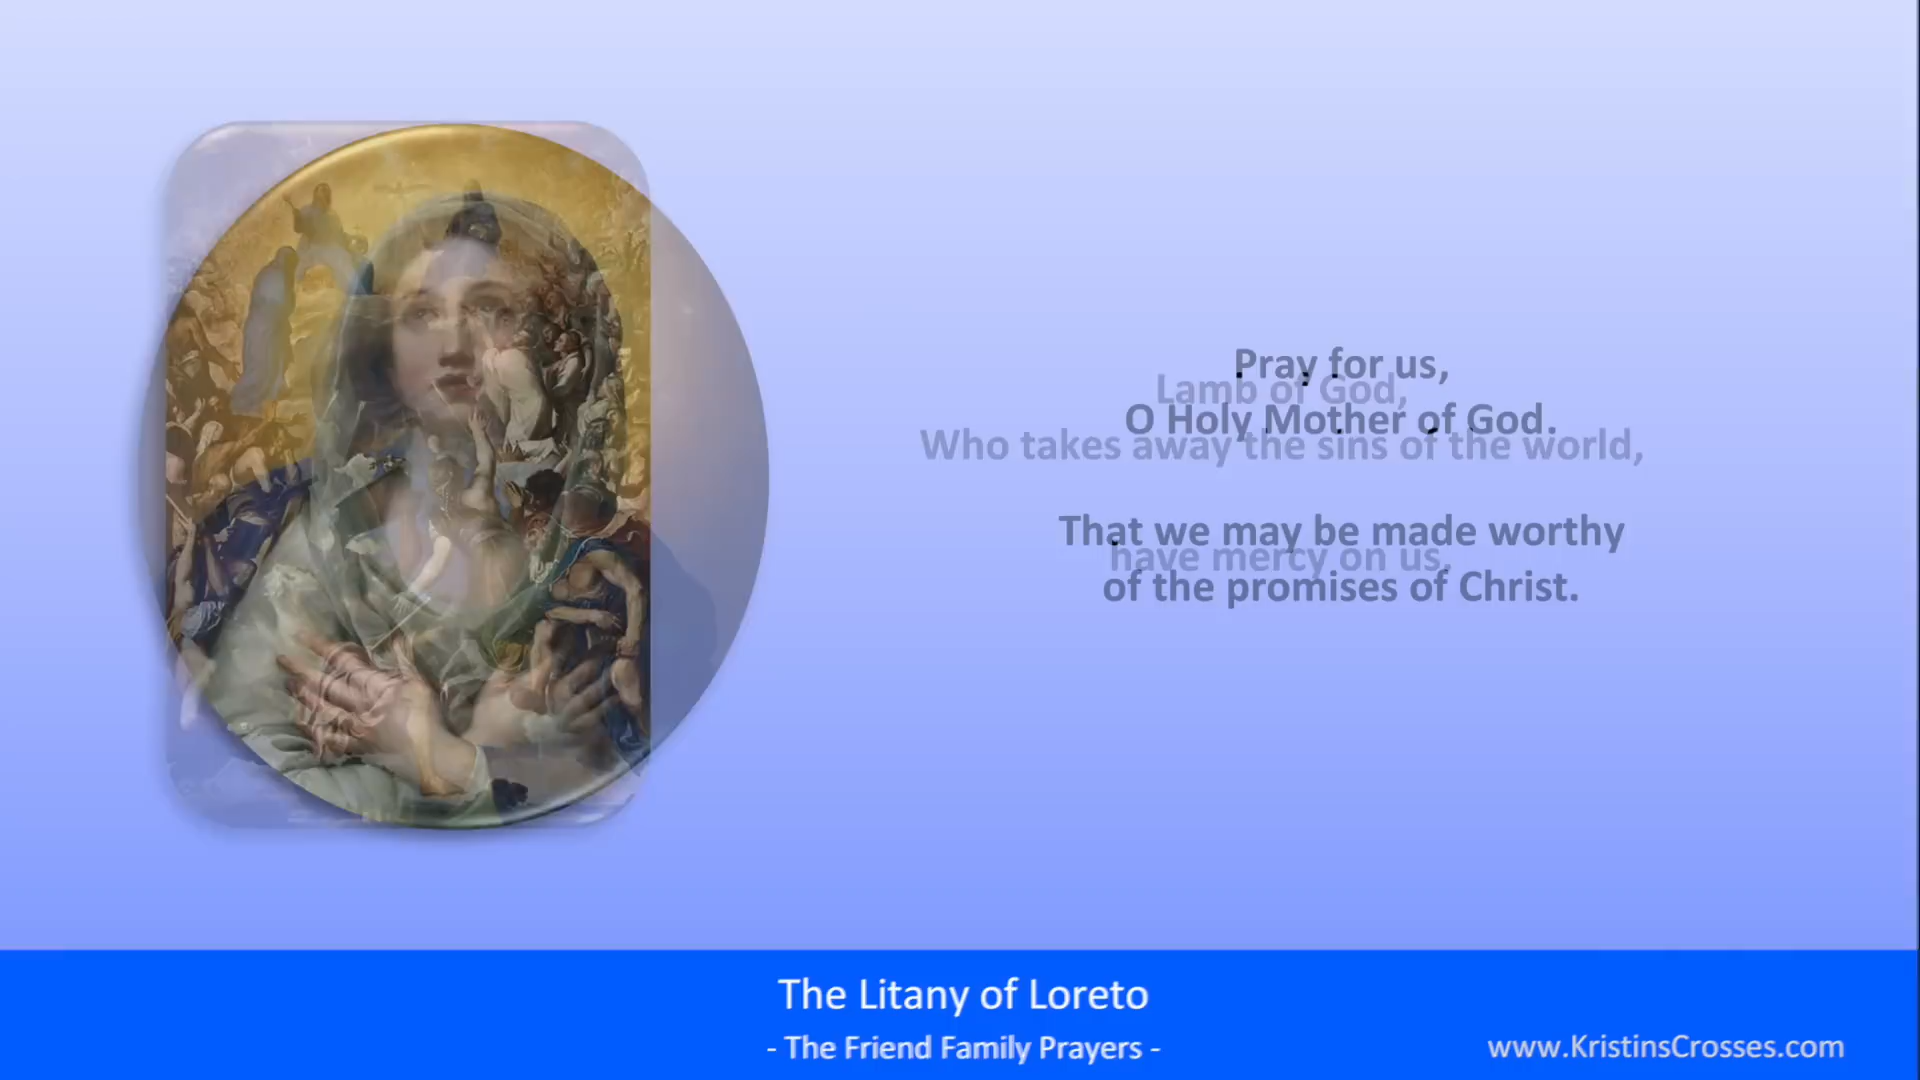 Pray for us,
Lamb of God,
O Holy Mother of God.
Who takes away the sins of the world,
That we may be made worthy
have mercy on us.
of the promises of Christ.
The Litany of Loreto
- The Friend Family Prayers -
www.KristinsCrosses.com